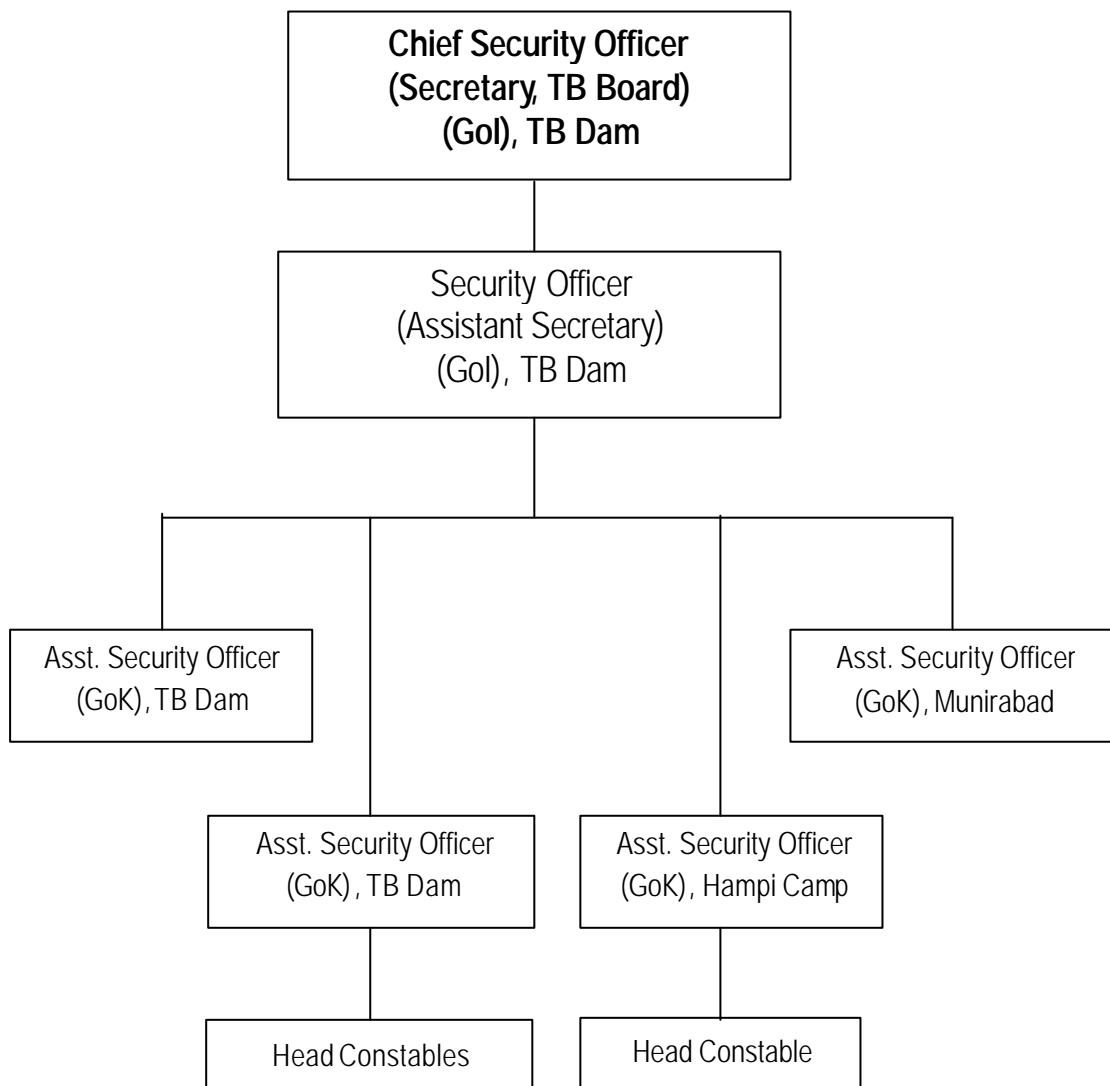 Chief Security Officer
(Secretary, TB Board)
(GoI), TB Dam
Security Officer
(Assistant Secretary)
(GoI), TB Dam
Asst. Security Officer
(GoK), TB Dam
Asst. Security Officer
(GoK), Munirabad
Asst. Security Officer
(GoK), TB Dam
Asst. Security Officer
(GoK), Hampi Camp
Head Constables
Head Constable